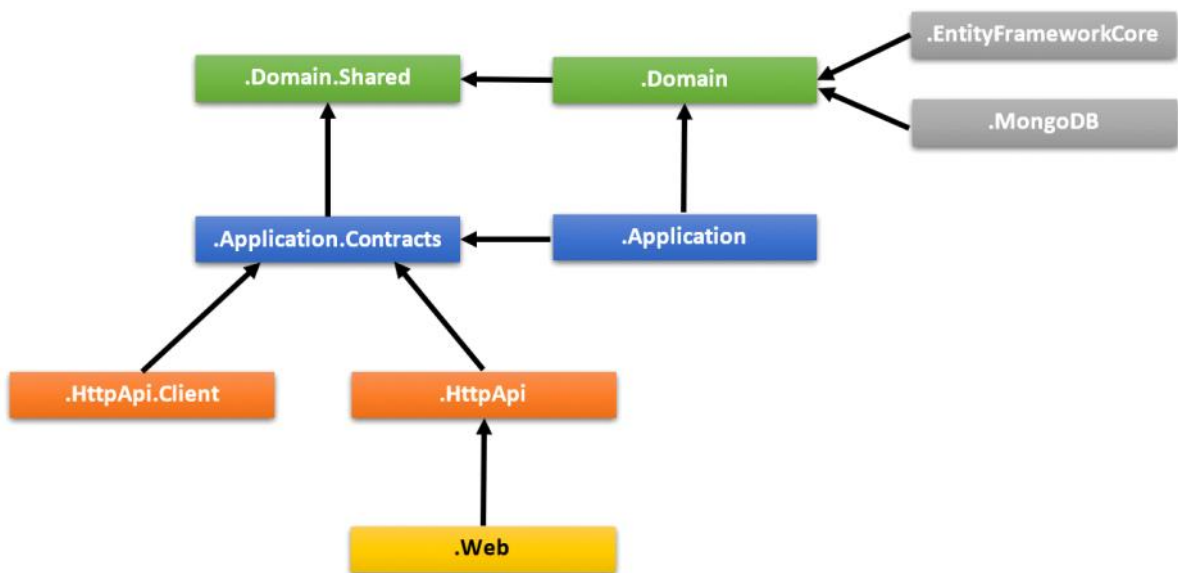 .EntityFrameworkCore
.Domain.Shared
.Domain
.MongoDB
.Application.Contracts
.Application
.HttpApi.Client
.HttpApi
.Web